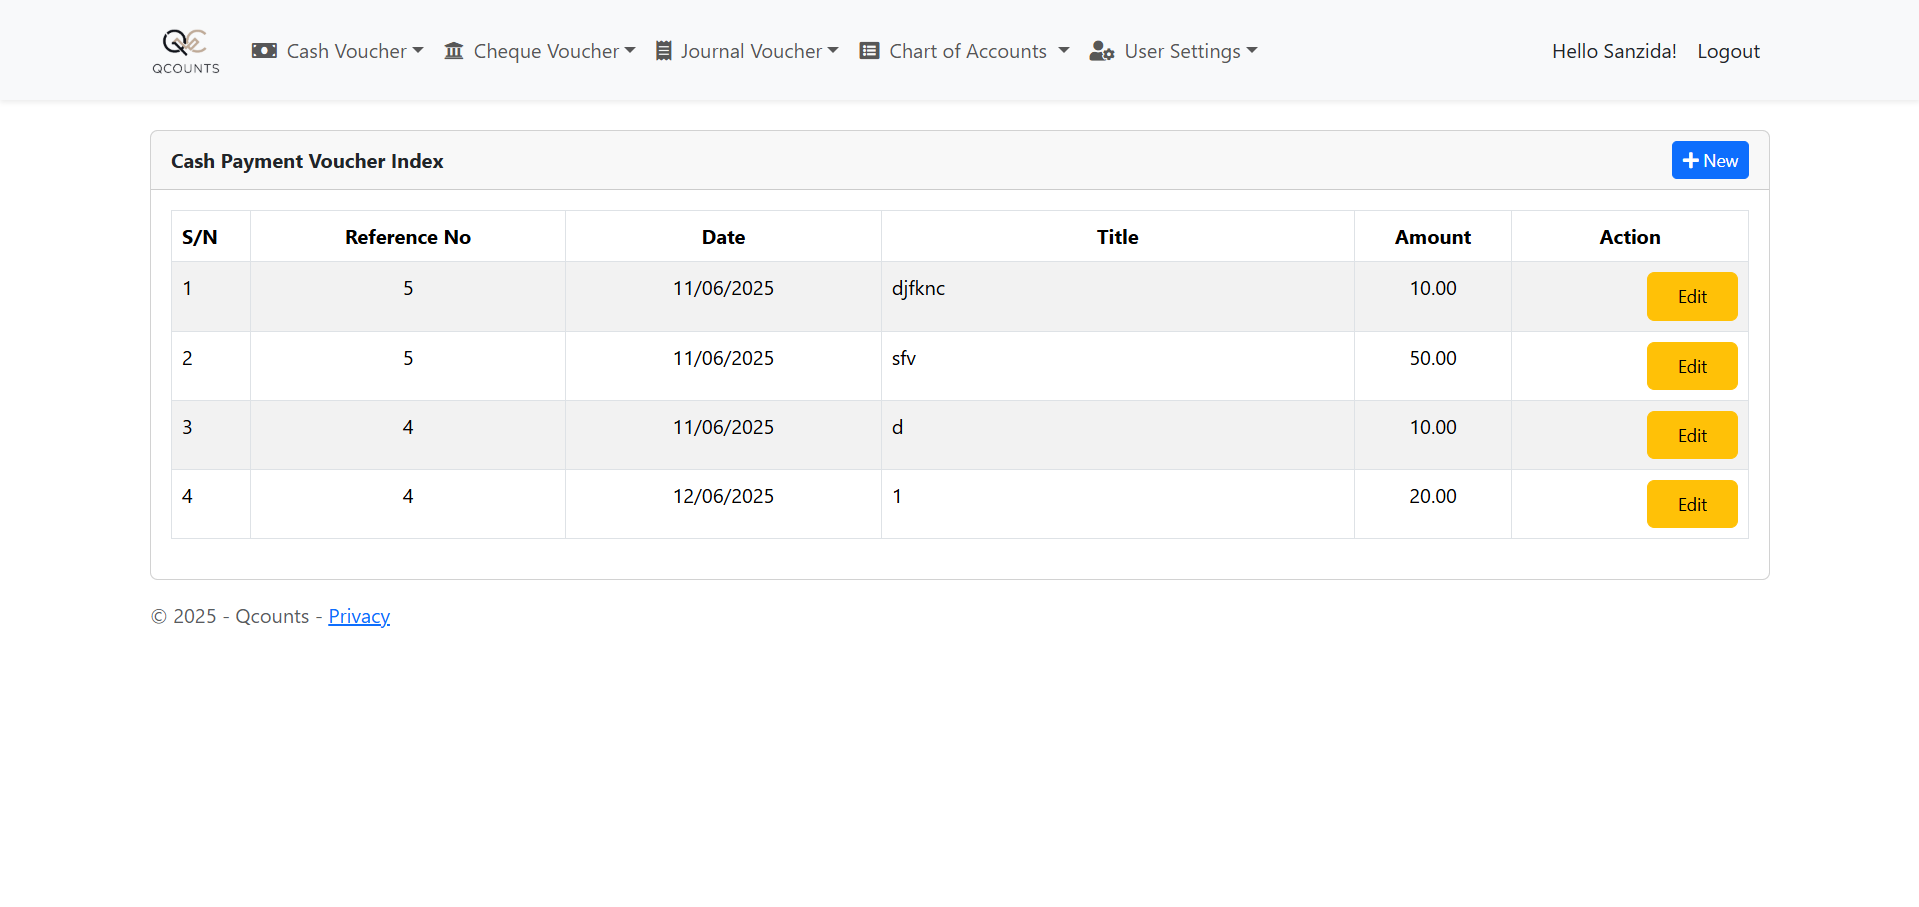 QC
QCOUNTS
Cash Voucher Cheque Voucher Journal Voucher Chart of Accounts User Settings Hello Sanzida! Logout
Cash Payment Voucher Index New
S/N Reference No Date Title Amount Action
1 5 11/06/2025 djfknc 10.00 Edit
2 5 11/06/2025 sfv 50.00 Edit
3 4 11/06/2025 d 10.00 Edit
4 4 12/06/2025 1 20.00 Edit
© 2025 - Qcounts - Privacy